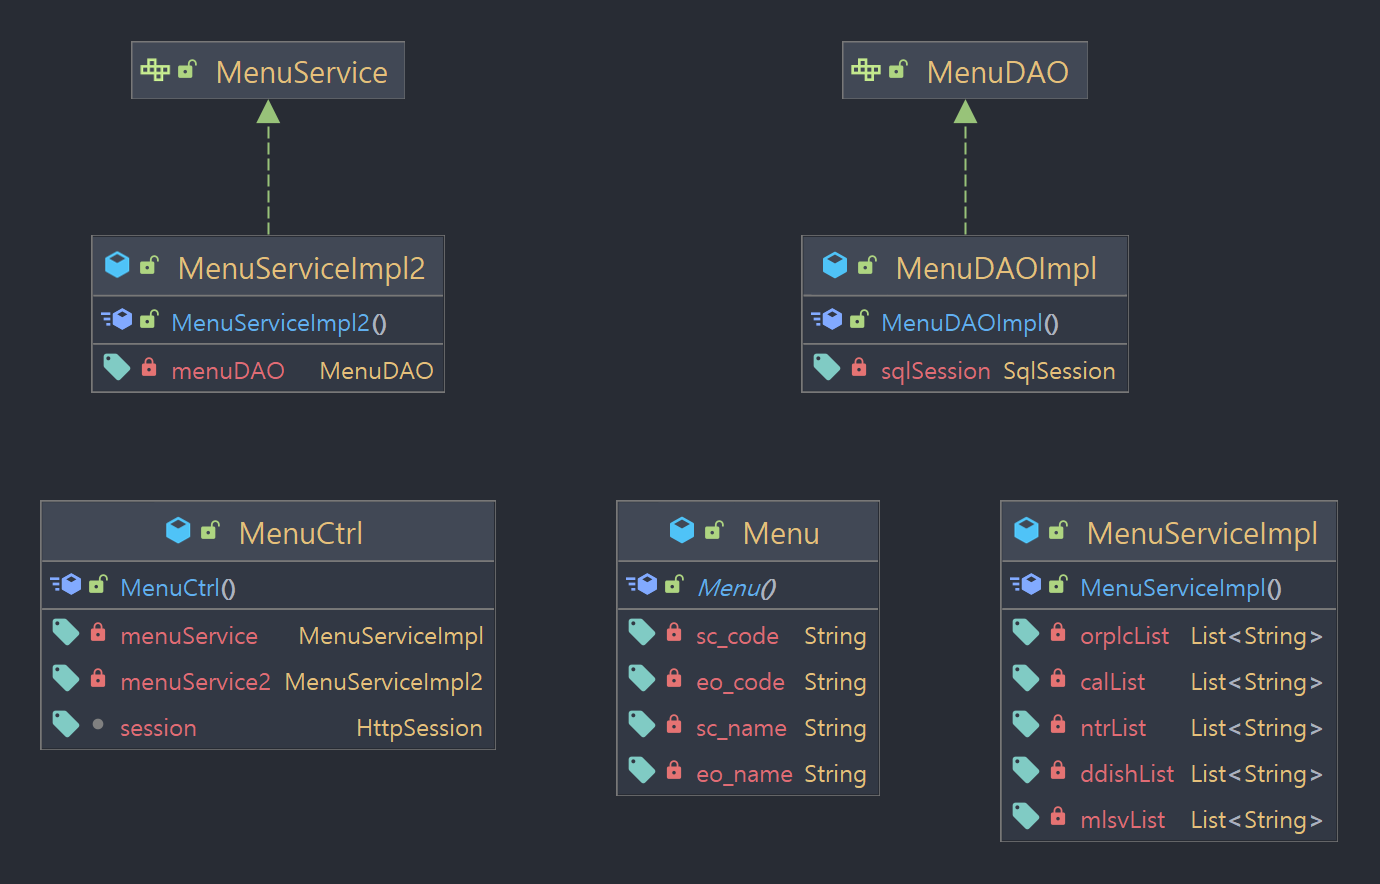 MenuService
MenuDAO
MenuServiceImpl2
MenuServiceImpl2()
menuDAO MenuDAO
MenuDAOImpl
MenuDAOImpl()
sqlSession SqlSession
MenuCtrl
MenuCtrl()
menuService MenuServiceImpl
menuService2 MenuServiceImpl2
session HttpSession
Menu
Menu()
sc_code String
eo_code String
sc_name String
eo_name String
MenuServiceImpl
MenuServiceImpl()
orplcList List<String>
calList List<String>
ntrList List<String>
ddishList List<String>
mlsvList List<String>